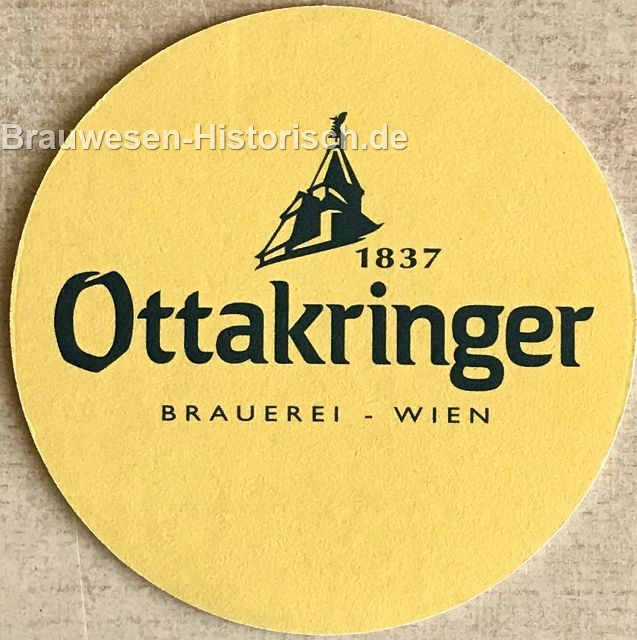 Brauwesen-Historisch.de
1837
Ottakringer
BRAUEREI - WIEN